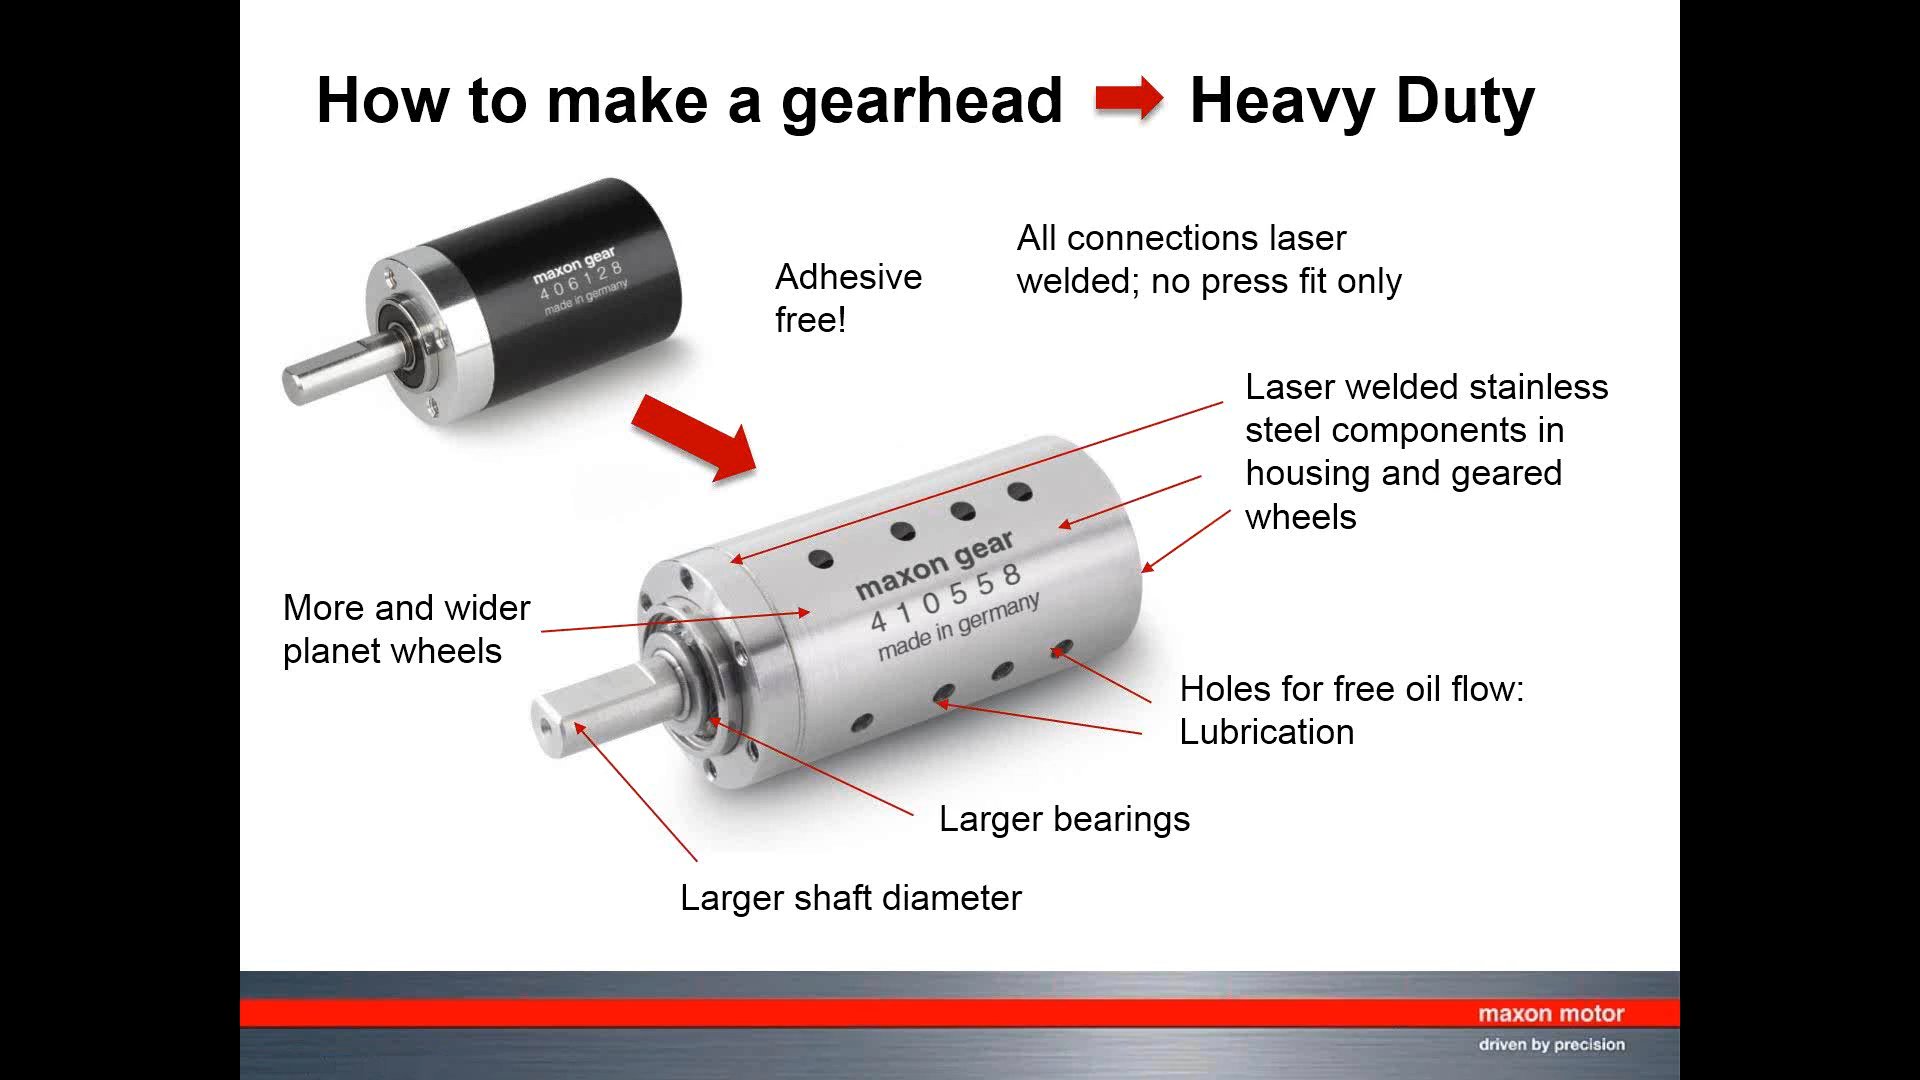 How to make a gearhead Heavy Duty
maxon gear
406128
made in germany
Adhesive
free!
All connections laser
welded; no press fit only
Laser welded stainless
steel components in
housing and geared
wheels
maxon gear
410558
made in germany
More and wider
planet wheels
Holes for free oil flow:
Lubrication
Larger bearings
Larger shaft diameter
maxon motor
driven by precision